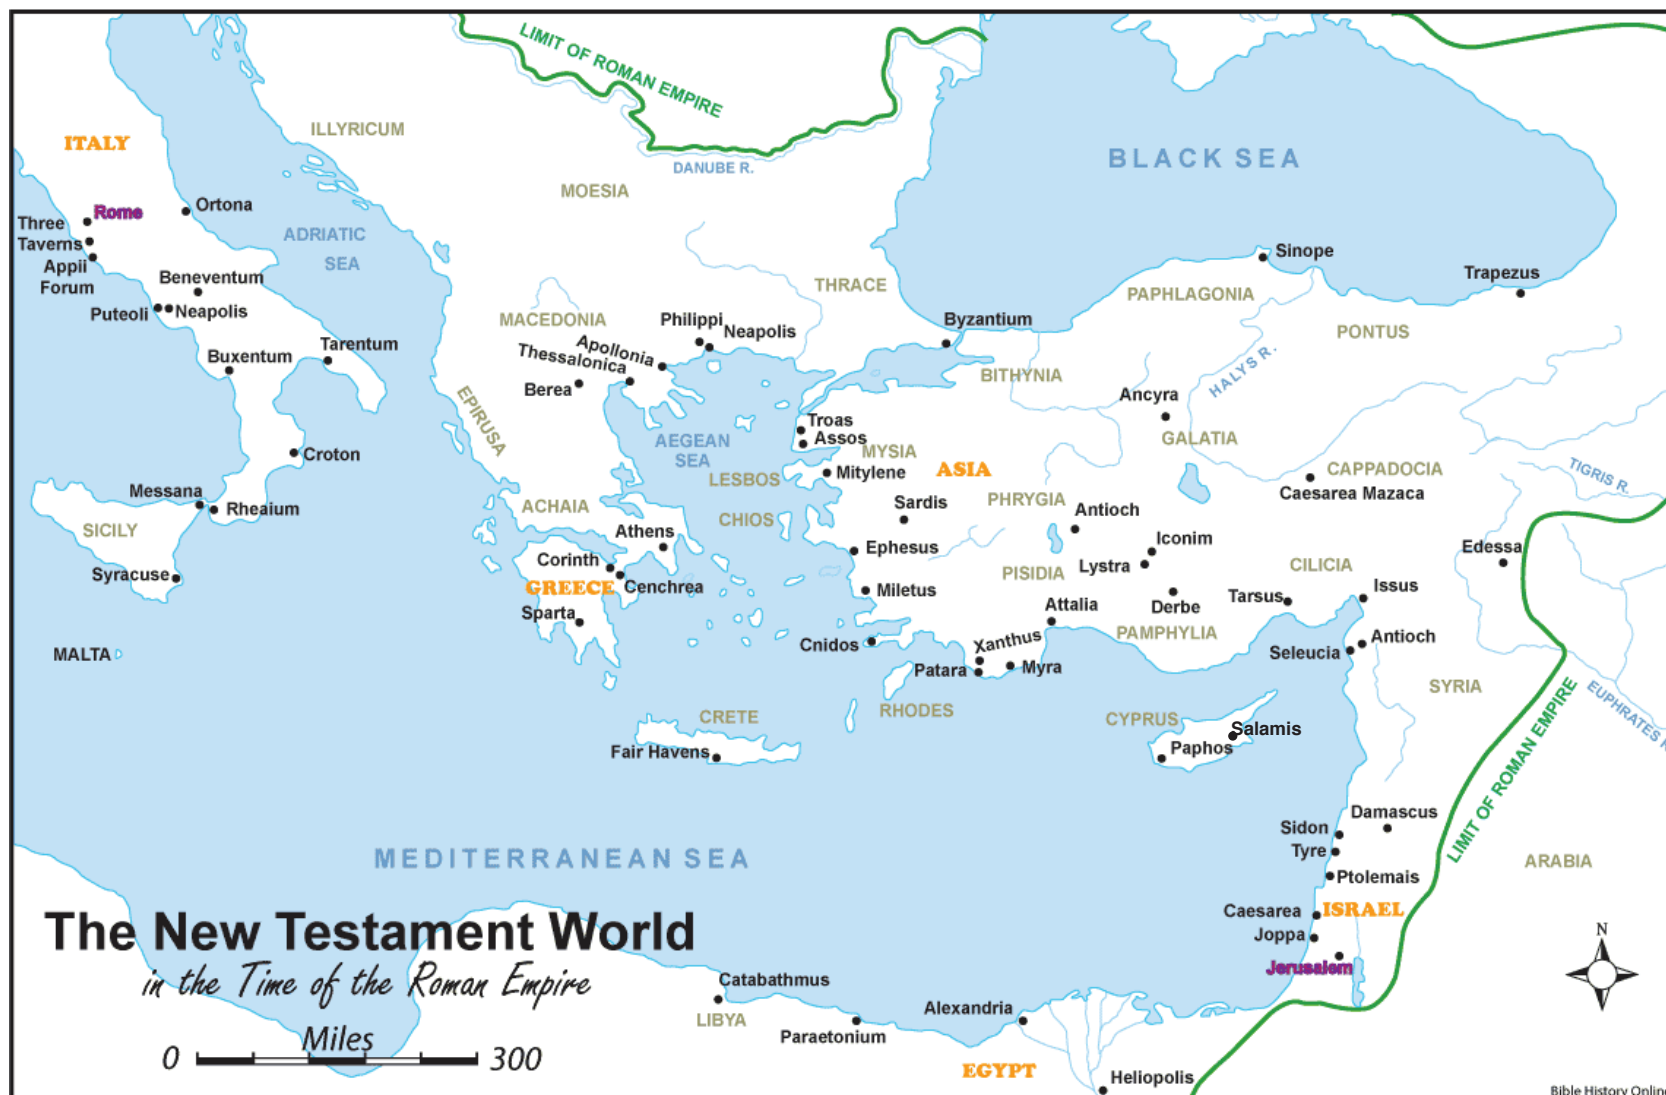 LIMIT OF ROMAN EMPIRE
ILLYRICUM
ITALY
BLACK SEA
DANUBE R.
MOESIA
Rome
Ortona
Three
Taverns
Appii
Forum
ADRIATIC
SEA
Beneventum
Puteoli
Neapolis
Buxentum
Tarentum
Croton
Messana
Rheaium
SICILY
Syracuse
MALTA
THRACE
MACEDONIA
Philippi
Neapolis
Apollonia
Thessalonica
Berea
EPIRUSA
Byzantium
Sinope
Trapezus
PAPHLAGONIA
PONTUS
BITHYNIA
HALYS R.
Ancyra
GALATIA
Troas
Assos
MYSIA
AEGEAN
SEA
LESBOS
Mitylene
ASIA
CAPPADOCIA
Caesarea Mazaca
TIGRIS R.
Sardis
PHRYGIA
Antioch
ACHAIA
CHIOS
Athens
Corinth
GREECE
Cenchrea
Sparta
Ephesus
Iconim
Lystra
PISIDIA
CILICIA
Edessa
Miletus
Attalia
Derbe
Tarsus
Issus
PAMPHYLIA
Cnidos
Xanthus
Patara
Myra
Seleucia
Antioch
SYRIA
EUPHRATES R.
RHODES
CRETE
Fair Havens
CYPRUS
Salamis
Paphos
LIMIT OF ROMAN EMPIRE
Damascus
Sidon
Tyre
Ptolemais
ARABIA
MEDITERRANEAN SEA
Caesarea
ISRAEL
Joppa
Jerusalem
N
The New Testament World
in the Time of the Roman Empire
Miles
0 300
Catabathmus
LIBYA
Paraetonium
Alexandria
EGYPT
Heliopolis
Bible History Online